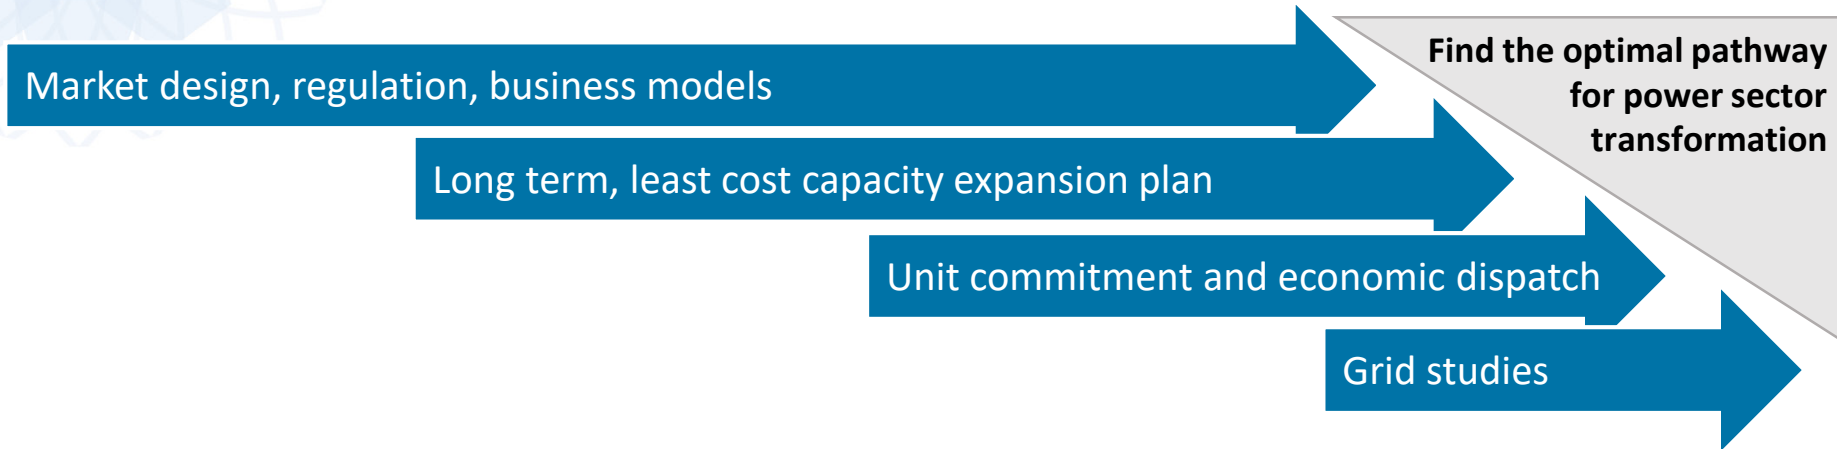 Find the optimal pathway
for power sector
transformation
Market design, regulation, business models
Long term, least cost capacity expansion plan
Unit commitment and economic dispatch
Grid studies